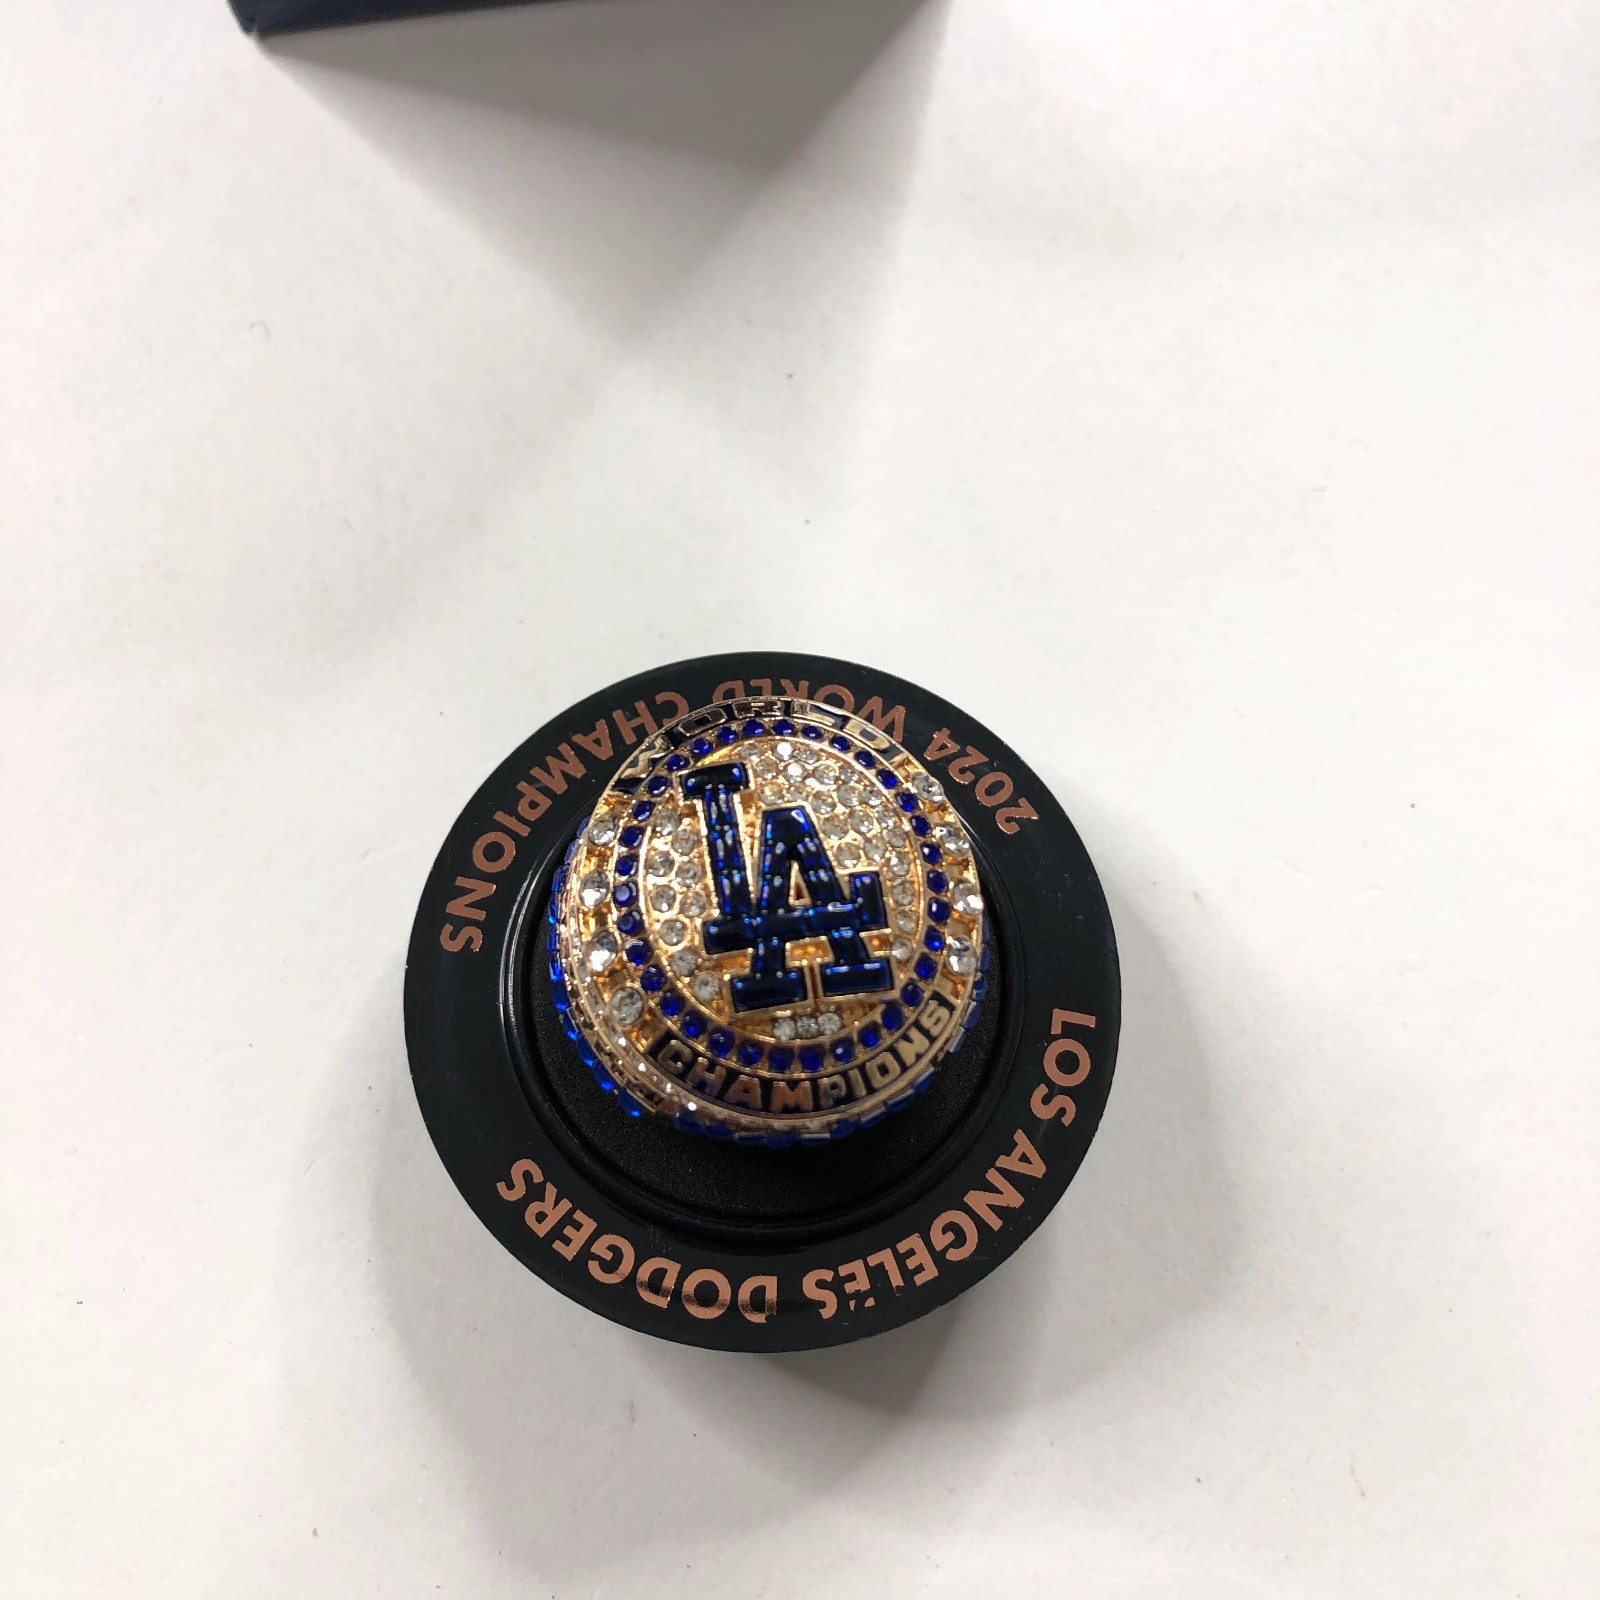 2024 WORLD CHAMPIONS
WORLD
LA
CHAMPIONS
LOS ANGELES DODGERS